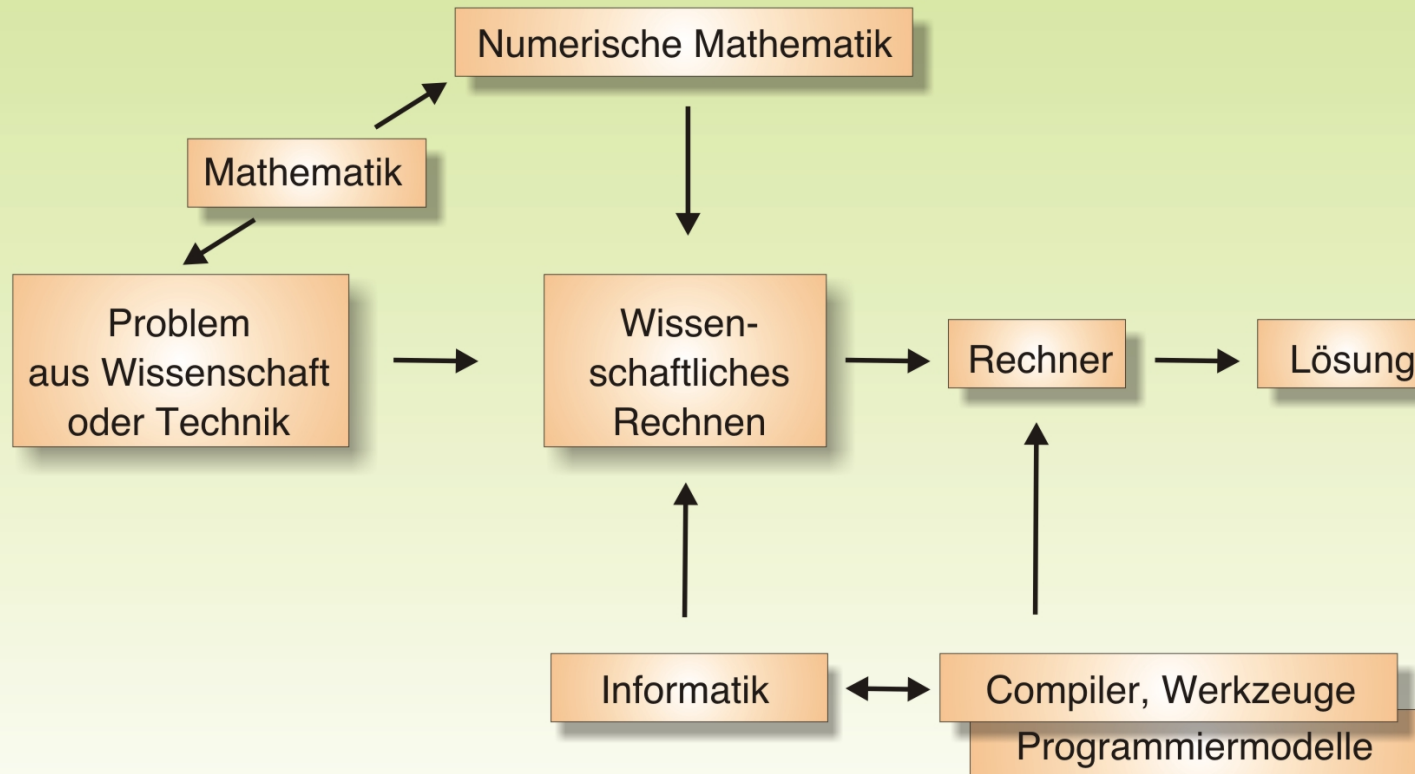 Numerische Mathematik
Mathematik
Problem
aus Wissenschaft
oder Technik
Wissen-
schaftliches
Rechnen
Rechner
Lösung
Informatik
Compiler, Werkzeuge
Programmiermodelle